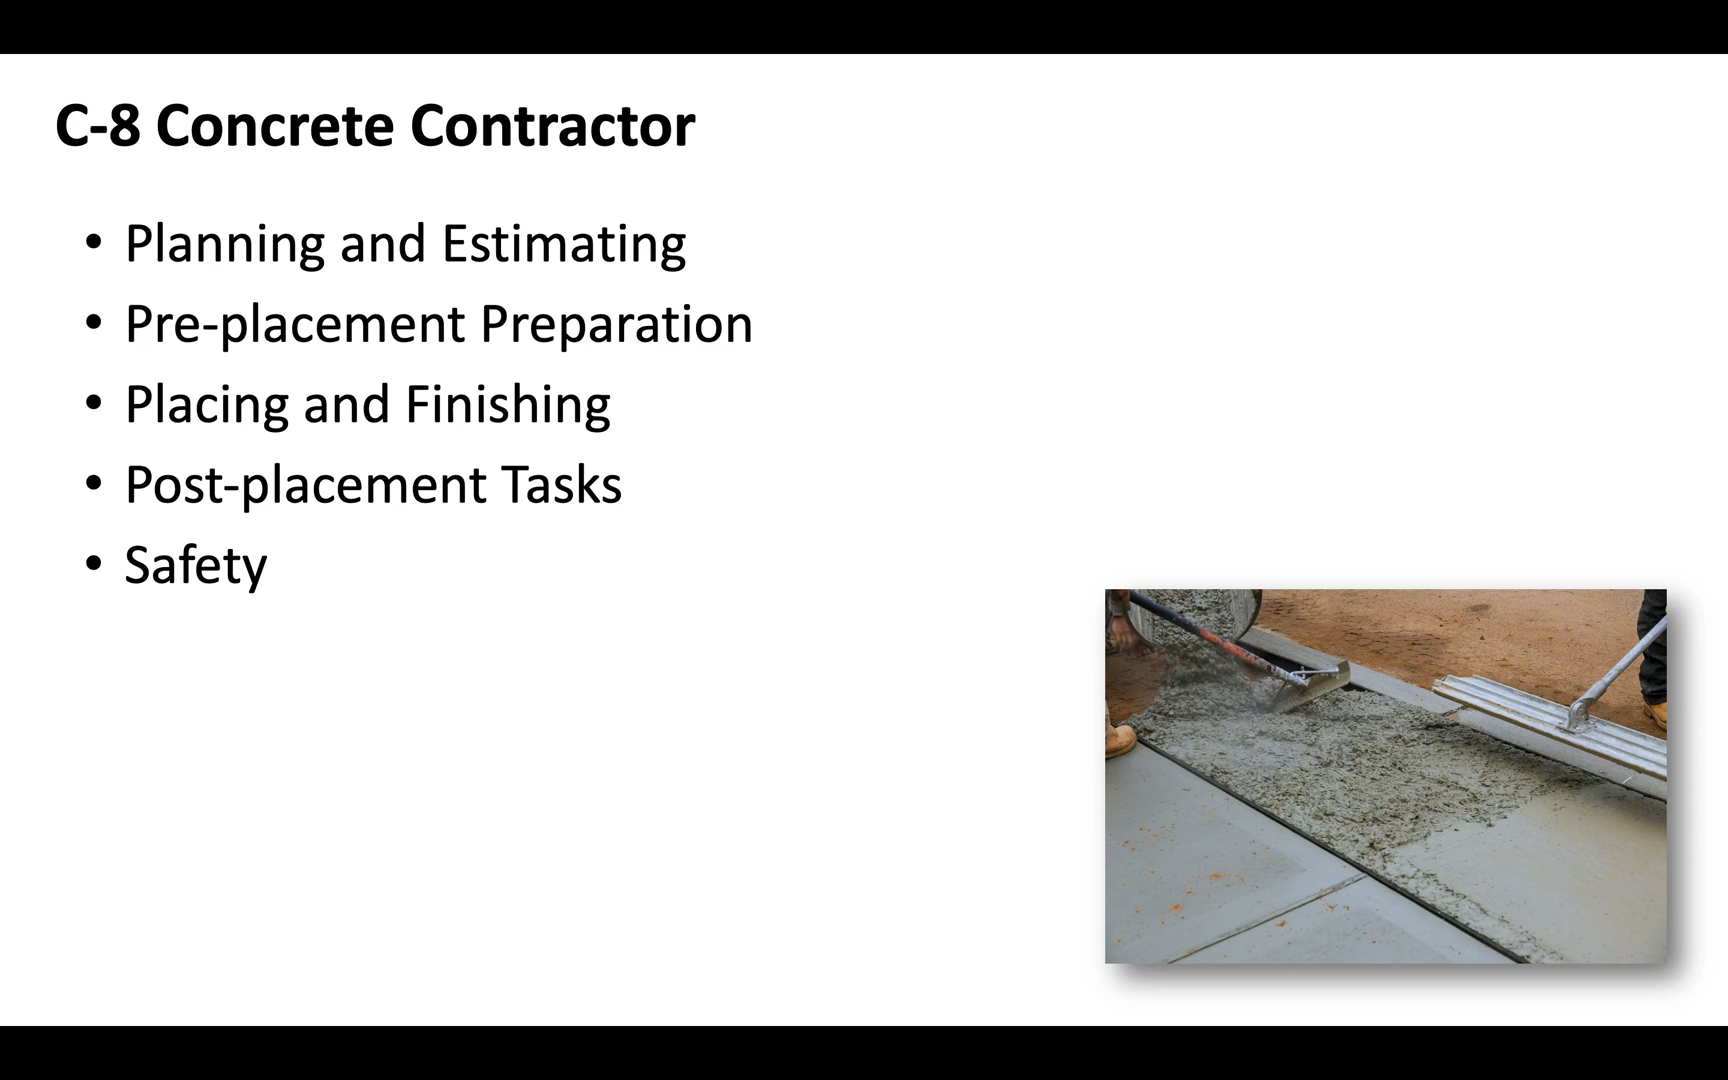 C-8 Concrete Contractor
• Planning and Estimating
• Pre-placement Preparation
• Placing and Finishing
• Post-placement Tasks
• Safety